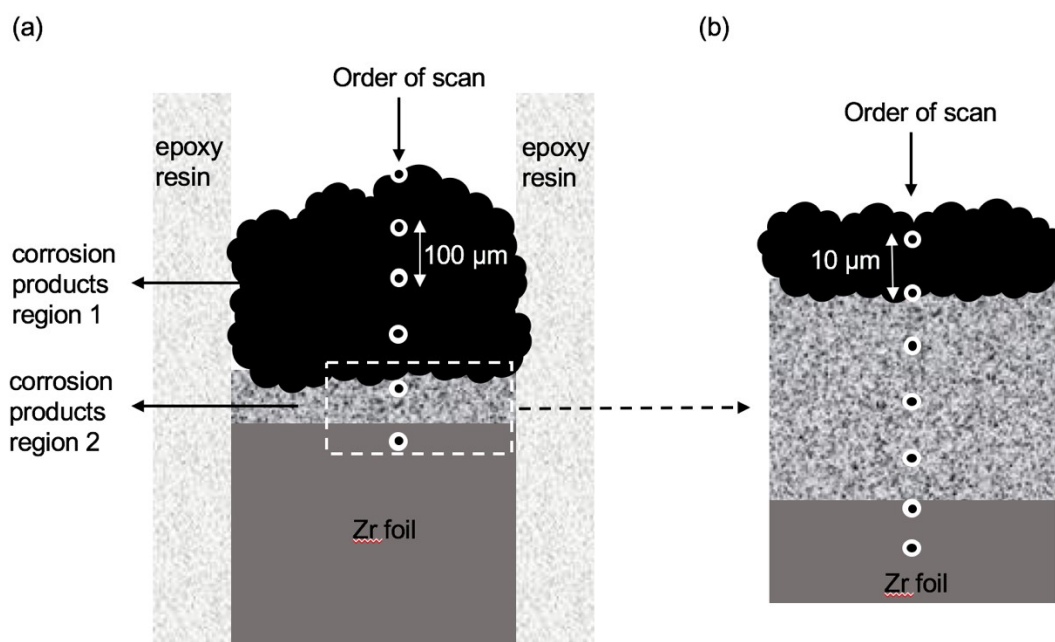 (a)
Order of scan
epoxy
resin
epoxy
resin
100 µm
corrosion
products
region 1
corrosion
products
region 2
Zr foil
(b)
Order of scan
10 µm
Zr foil